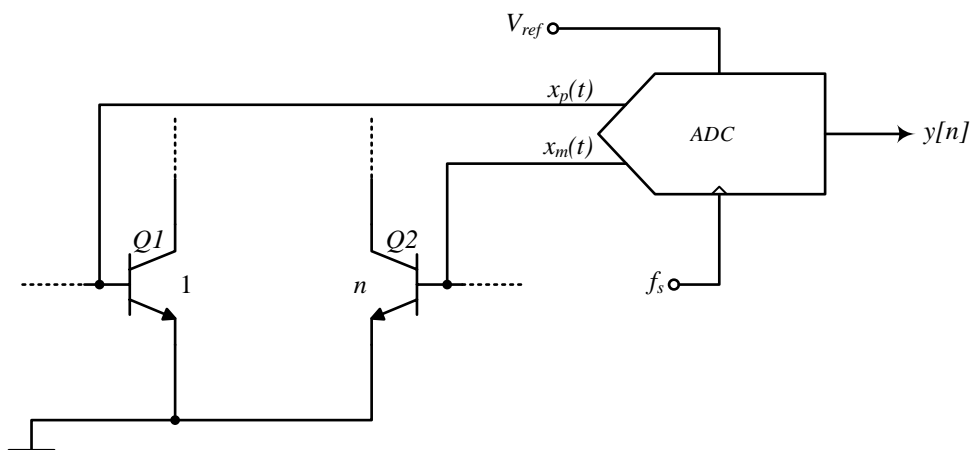 V_ref
x_p(t)
x_m(t)
ADC
y[n]
Q1
Q2
1
n
f_s